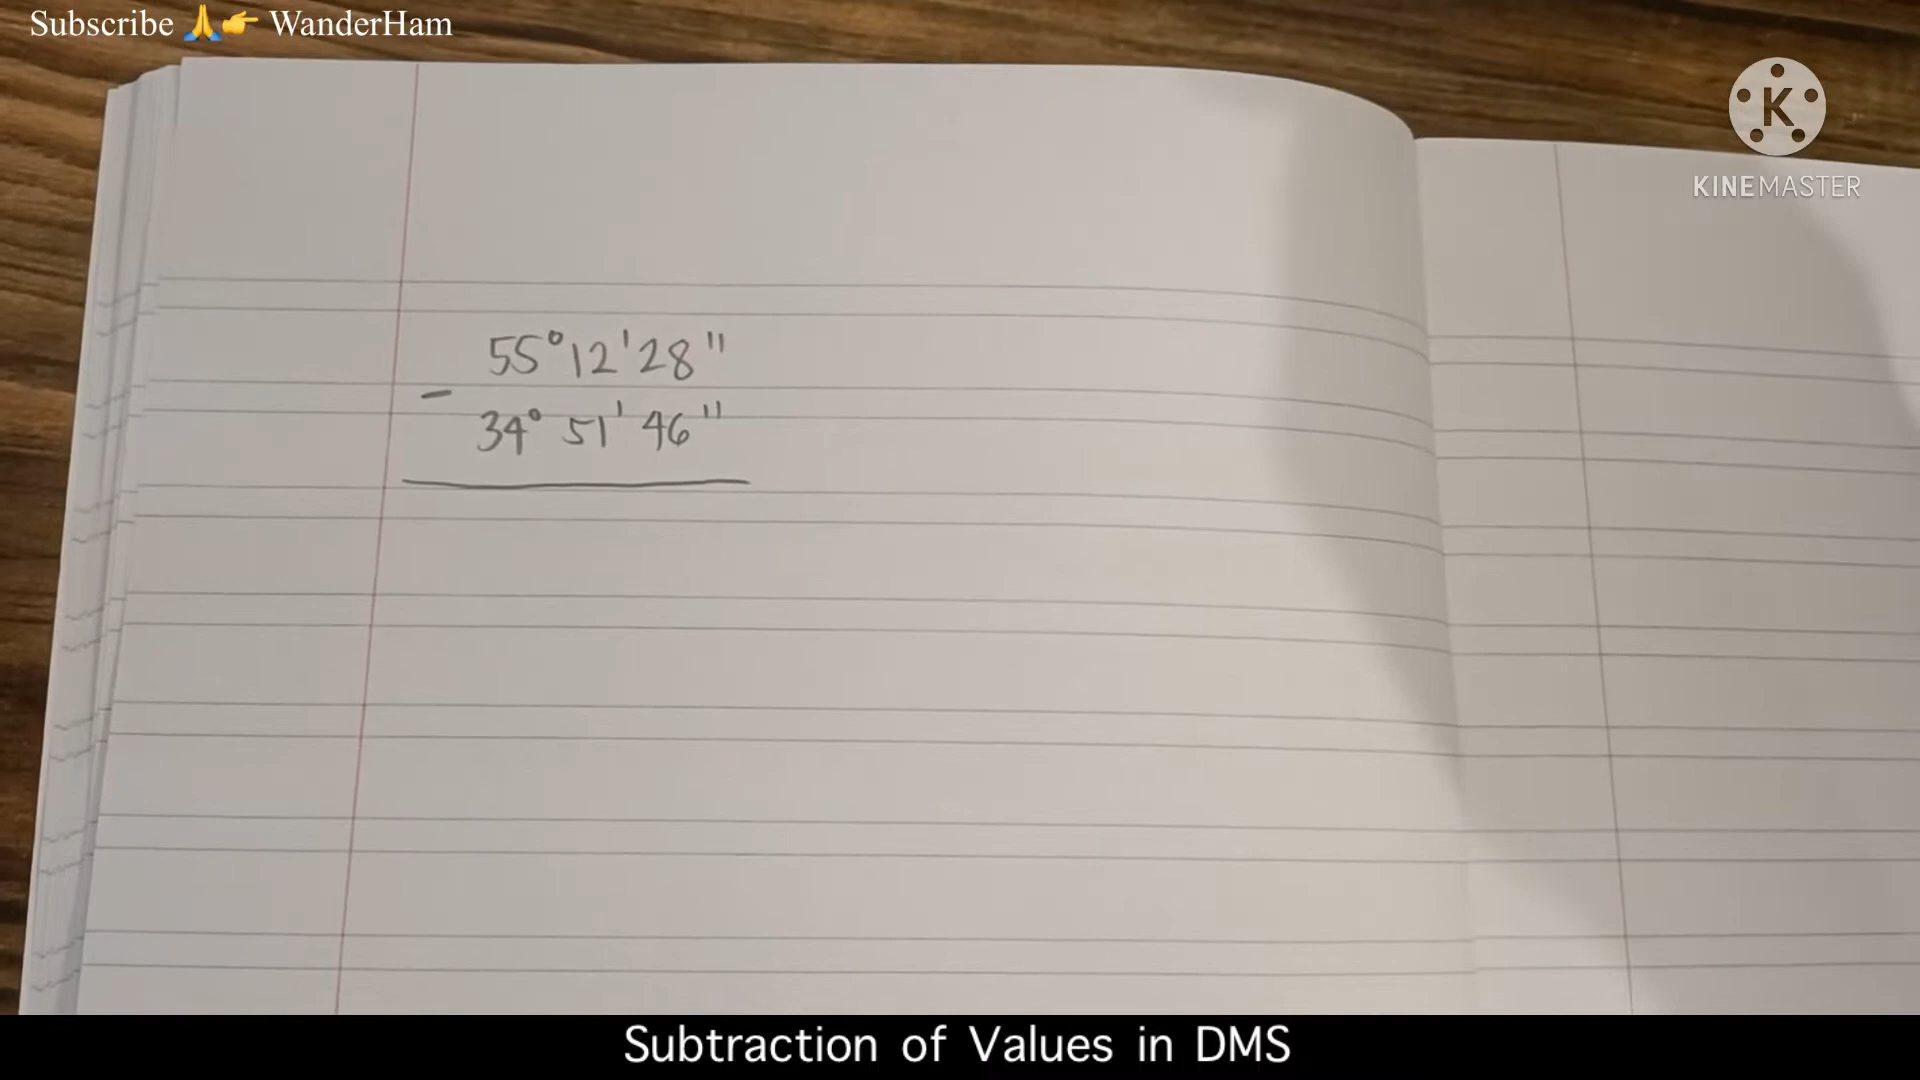 Subscribe 🙏👉 WanderHam
K
KINEMASTER
55°12'28"
-
34° 51' 46"
Subtraction of Values in DMS